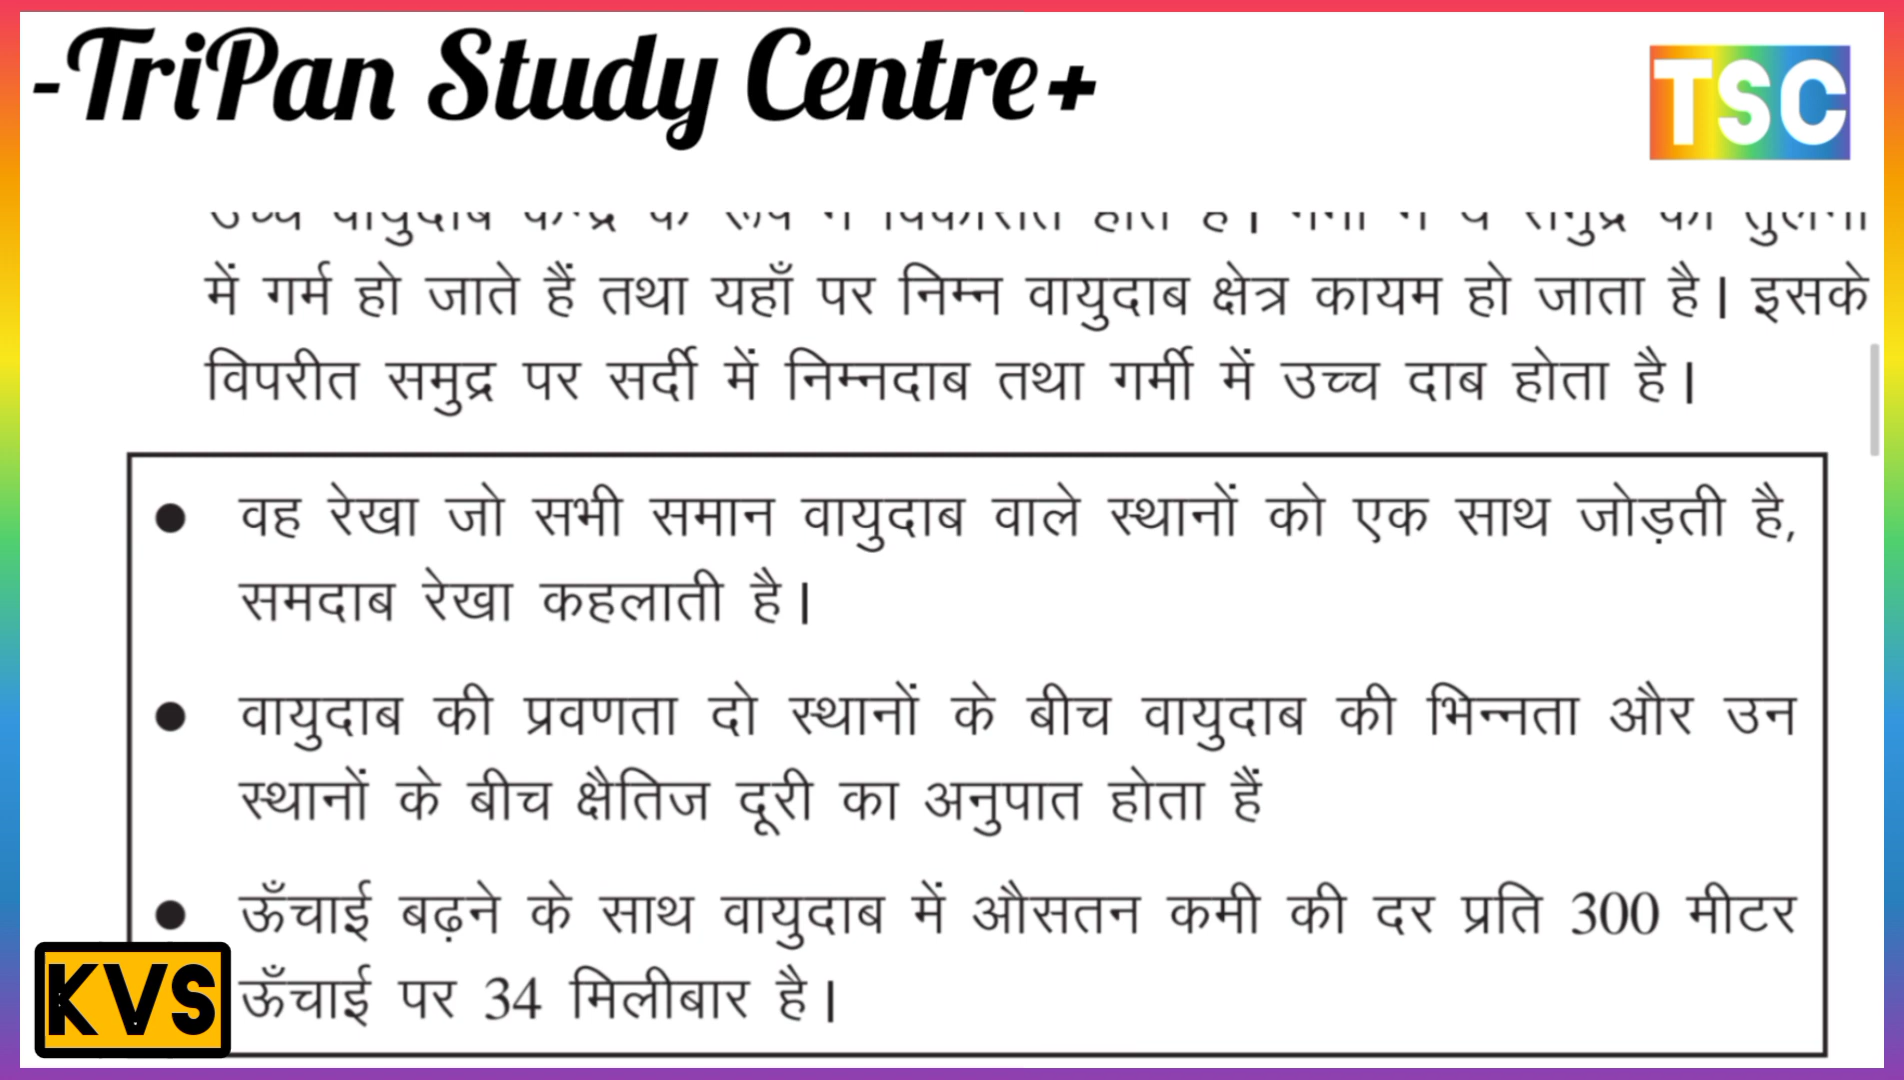 -TriPan Study Centre+
TSC
में गर्म हो जाते हैं तथा यहाँ पर निम्न वायुदाब क्षेत्र कायम हो जाता है। इसके
विपरीत समुद्र पर सर्दी में निम्नदाब तथा गर्मी में उच्च दाब होता है।
● वह रेखा जो सभी समान वायुदाब वाले स्थानों को एक साथ जोड़ती है,
समदाब रेखा कहलाती है।
● वायुदाब की प्रवणता दो स्थानों के बीच वायुदाब की भिन्नता और उन
स्थानों के बीच क्षैतिज दूरी का अनुपात होता हैं
● ऊँचाई बढ़ने के साथ वायुदाब में औसतन कमी की दर प्रति 300 मीटर
ऊँचाई पर 34 मिलीबार है।
KVS